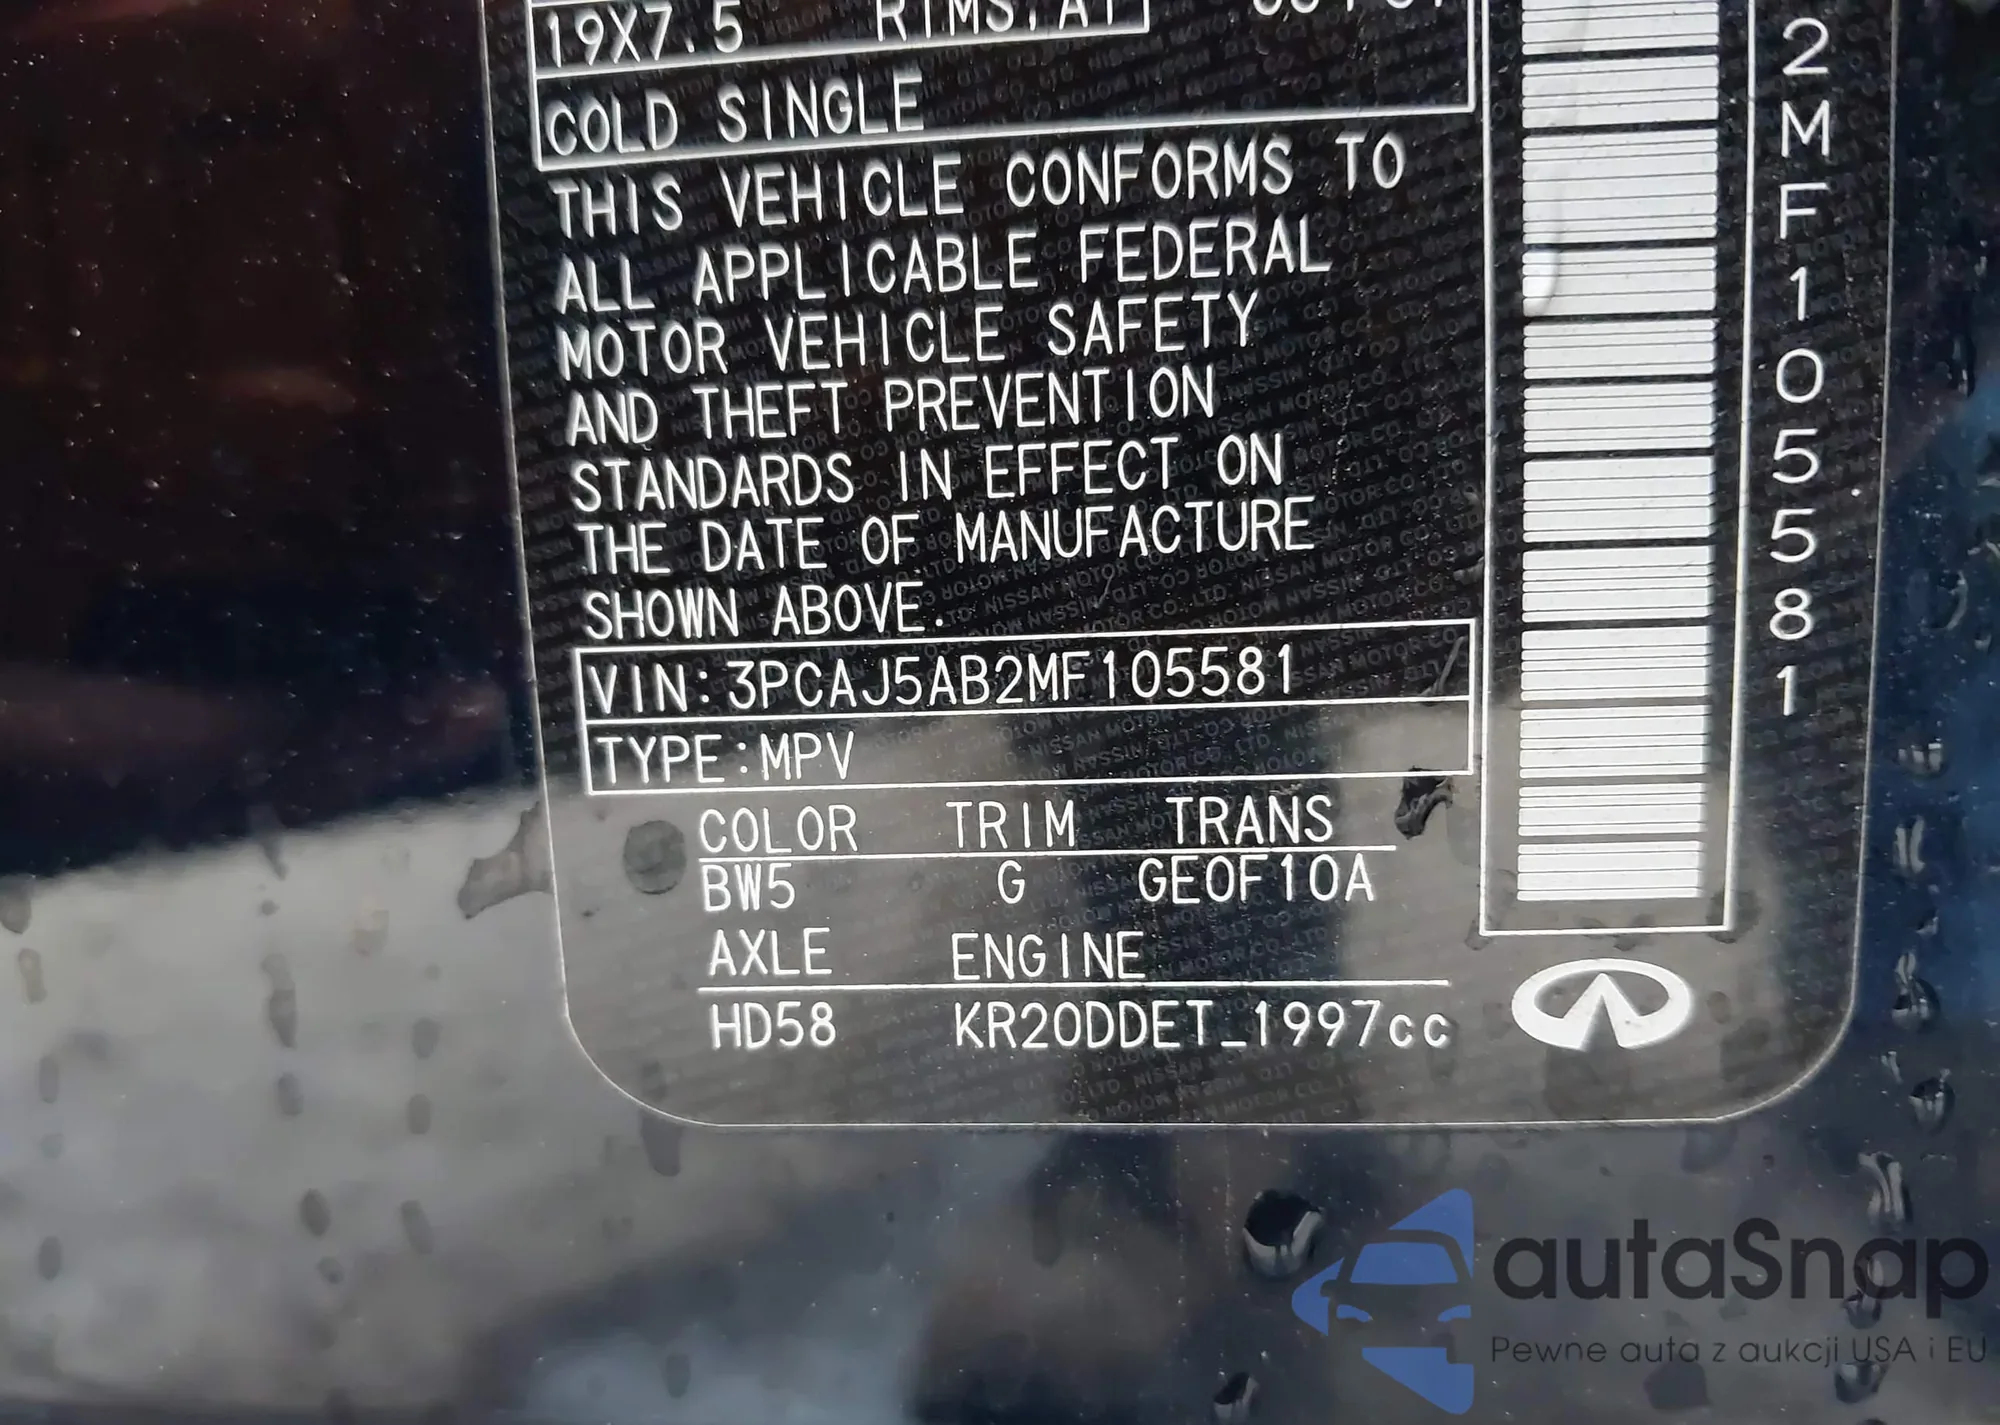 19X7.5 RIMS.AT
COLD SINGLE
THIS VEHICLE CONFORMS TO
ALL APPLICABLE FEDERAL
MOTOR VEHICLE SAFETY
AND THEFT PREVENTION
STANDARDS IN EFFECT ON
THE DATE OF MANUFACTURE
SHOWN ABOVE.
VIN:3PCAJ5AB2MF105581
TYPE:MPV
COLOR TRIM TRANS
BW5 G GE0F10A
AXLE ENGINE
HD58 KR20DDET_1997cc
2MF105581
autaSnap
Pewne auta z aukcji USA i EU